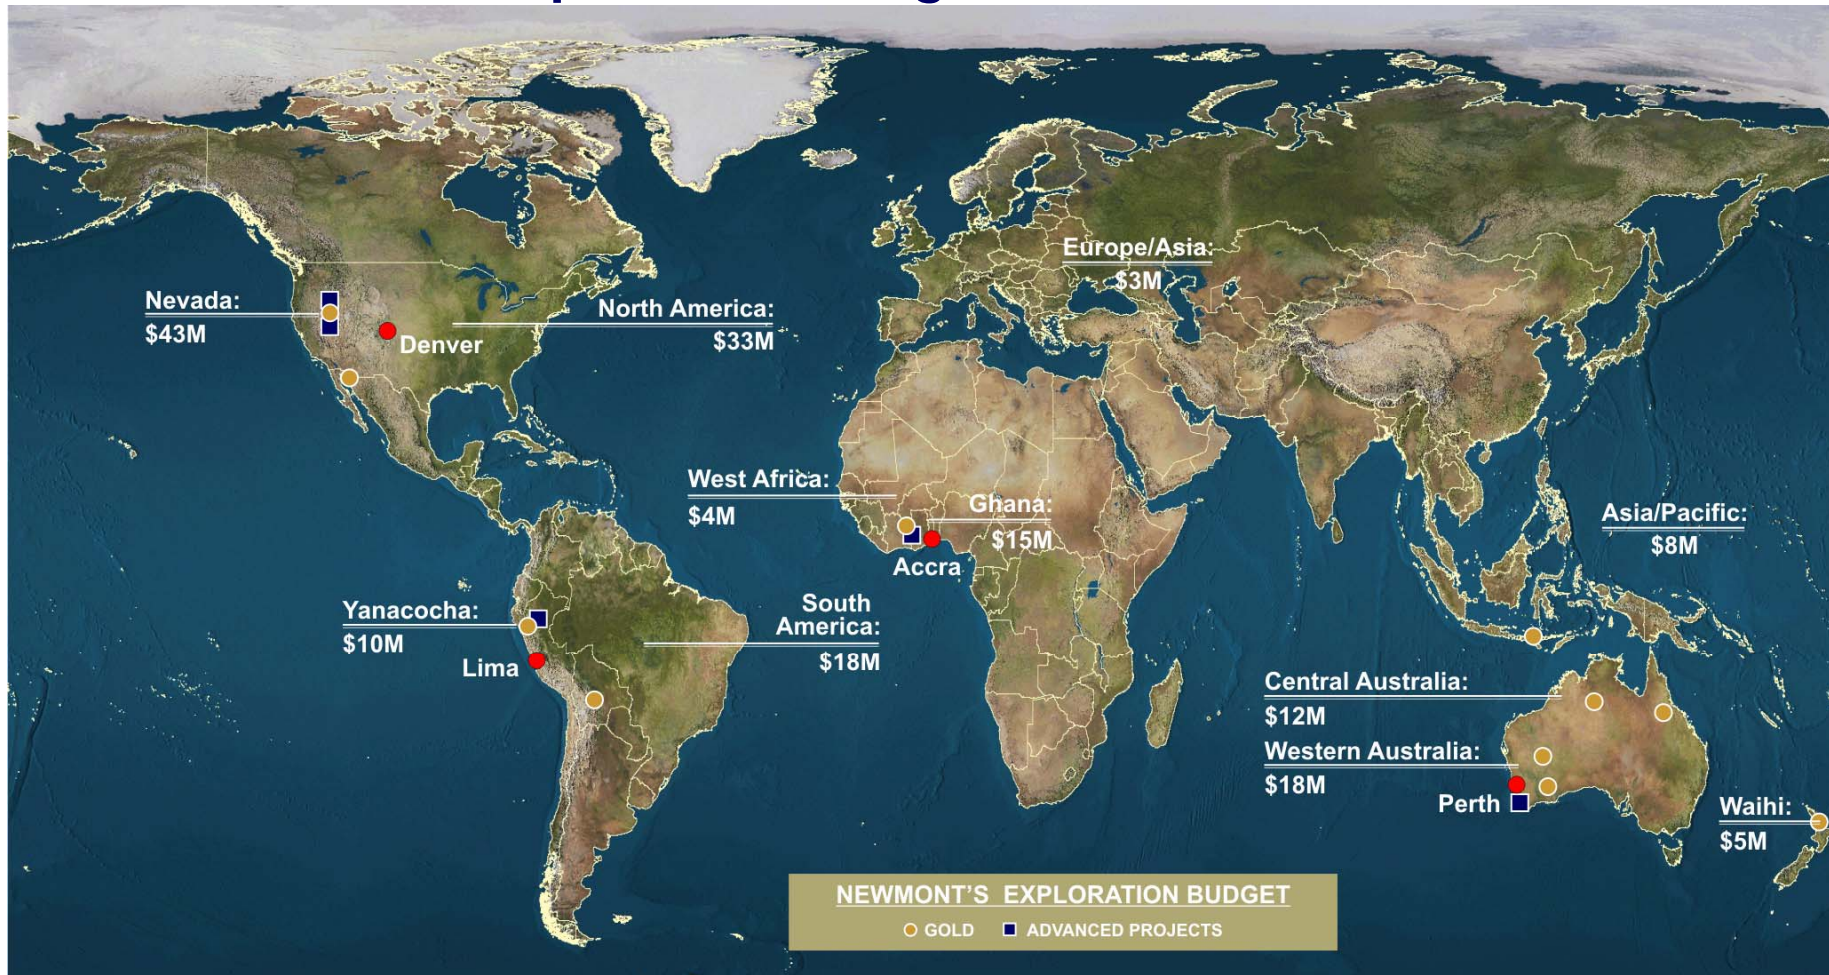 Nevada:
$43M
North America:
$33M
Denver
Europe/Asia:
$3M
West Africa:
$4M
Ghana:
$15M
Accra
Asia/Pacific:
$8M
Yanacocha:
$10M
Lima
South
America:
$18M
Central Australia:
$12M
Western Australia:
$18M
Perth
Waihi:
$5M
NEWMONT'S EXPLORATION BUDGET
GOLD ADVANCED PROJECTS